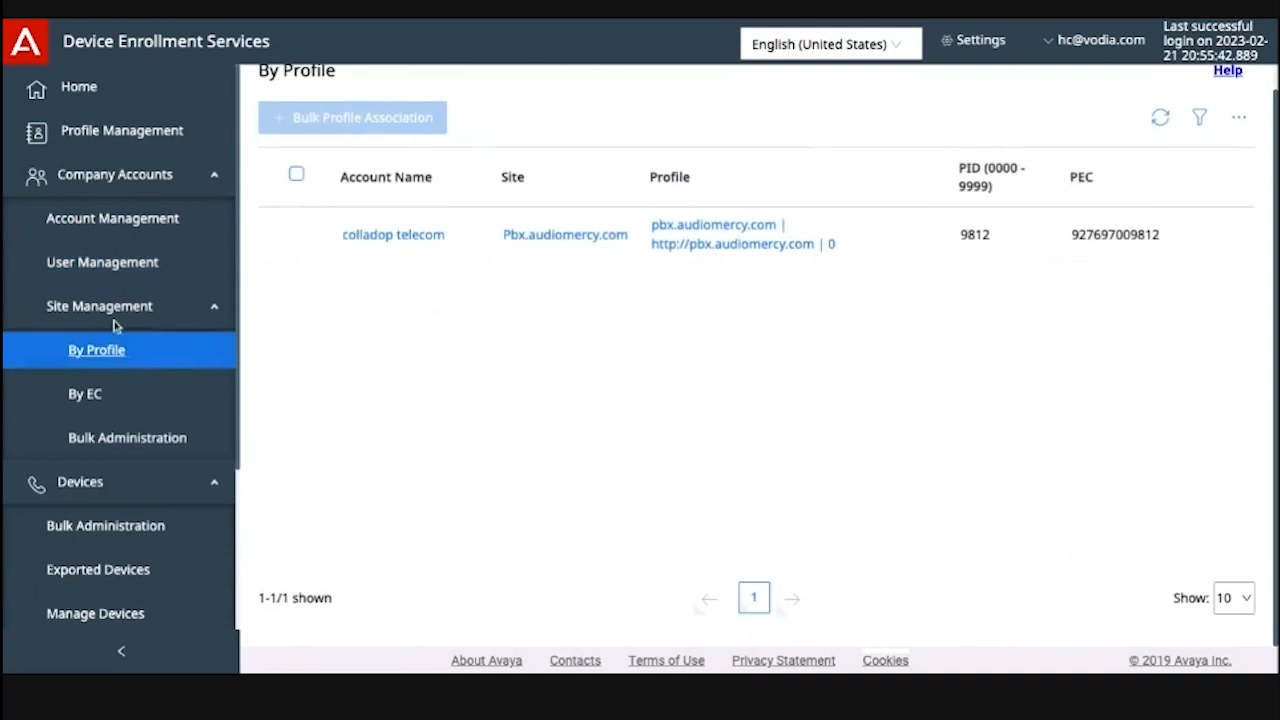 Device Enrollment Services
English (United States)
Settings
hc@vodia.com
Last successful
login on 2023-02-
21 20:55:42.889
Help
Home
Profile Management
Company Accounts
Account Management
User Management
Site Management
By Profile
By EC
Bulk Administration
Devices
Bulk Administration
Exported Devices
Manage Devices
By Profile
+ Bulk Profile Association
Account Name
Site
Profile
PID (0000 -
9999)
PEC
colladop telecom
Pbx.audiomercy.com
pbx.audiomercy.com |
http://pbx.audiomercy.com | 0
9812
927697009812
1-1/1 shown
1
Show: 10
About Avaya
Contacts
Terms of Use
Privacy Statement
Cookies
© 2019 Avaya Inc.